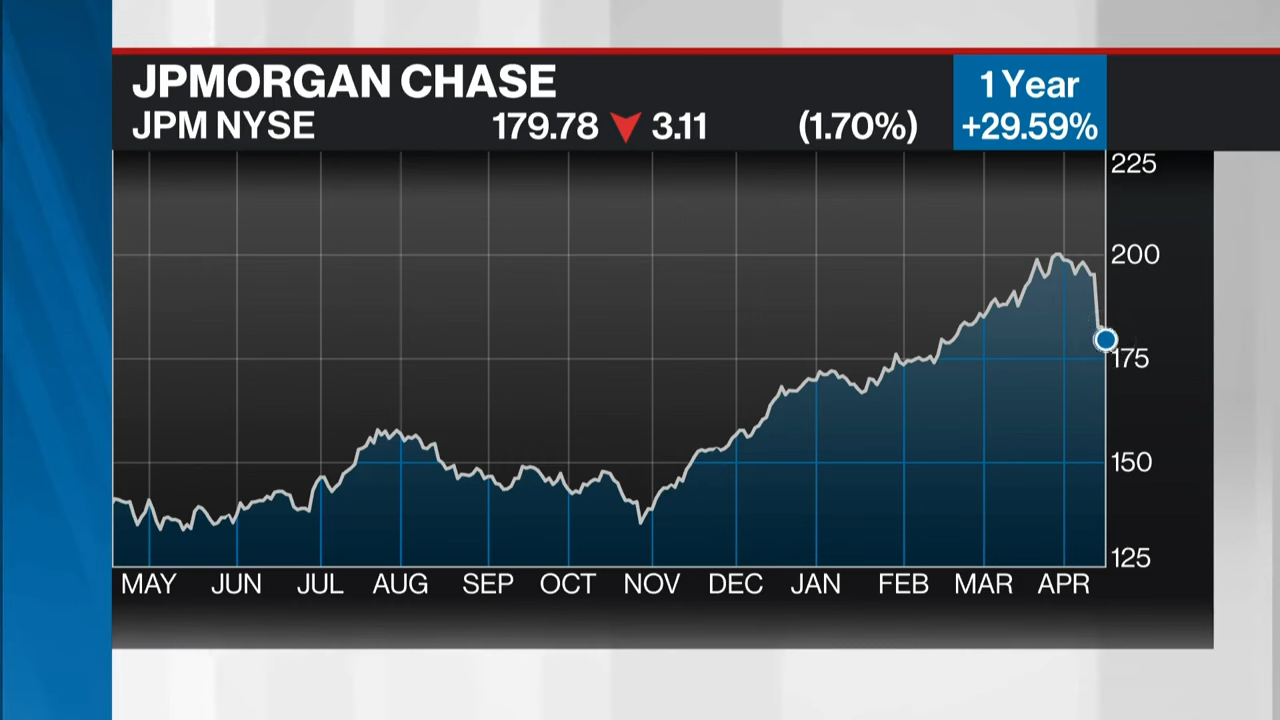 JPMORGAN CHASE
JPM NYSE 179.78 ▼ 3.11 (1.70%)
1 Year
+29.59%
225
200
175
150
125
MAY JUN JUL AUG SEP OCT NOV DEC JAN FEB MAR APR